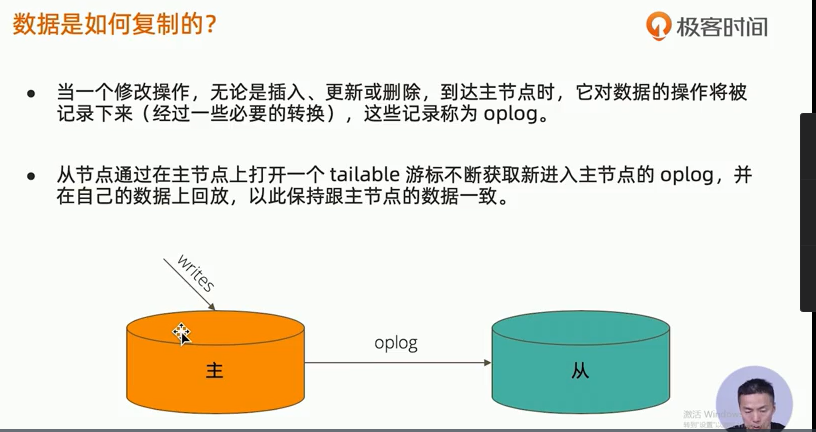 数据是如何复制的？
极客时间
● 当一个修改操作，无论是插入、更新或删除，到达主节点时，它对数据的操作将被
记录下来（经过一些必要的转换），这些记录称为 oplog。
● 从节点通过在主节点上打开一个 tailable 游标不断获取新进入主节点的 oplog，并
在自己的数据上回放，以此保持跟主节点的数据一致。
writes
oplog
主
从
激活 Windows